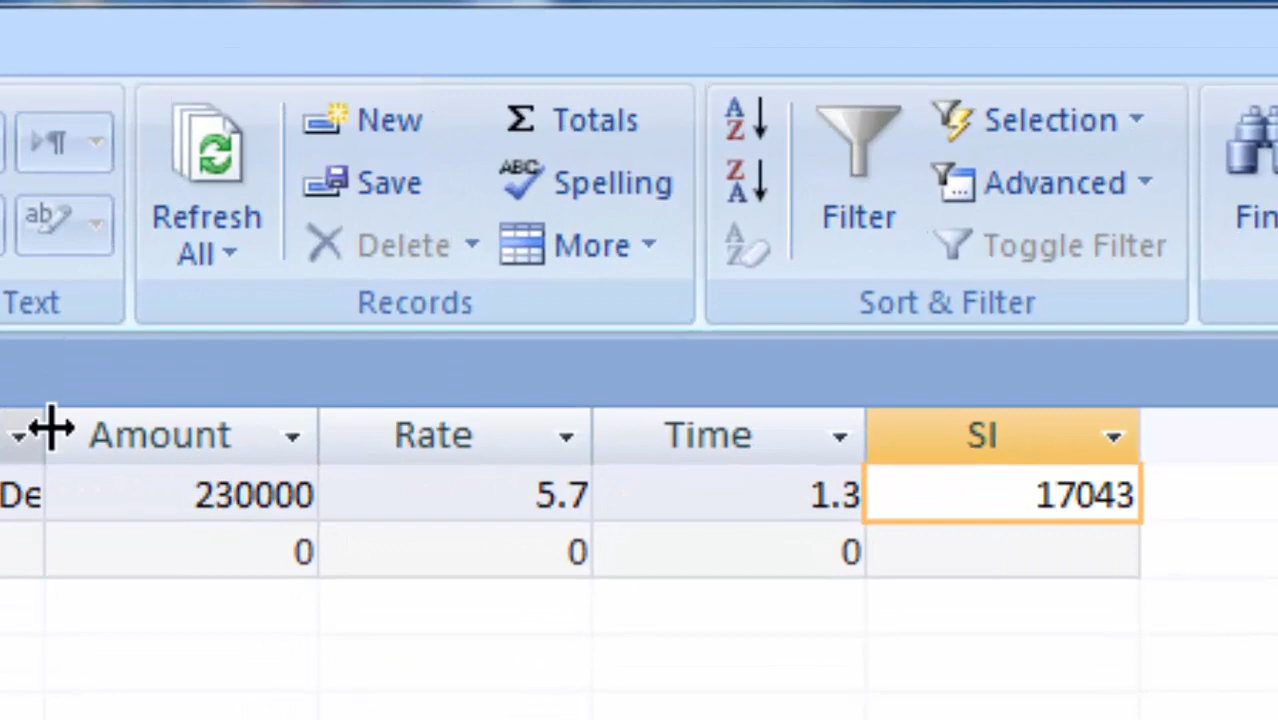 New Totals Selection
Save Spelling Advanced
Refresh All Delete More Filter Toggle Filter
Text Records Sort & Filter
Amount Rate Time SI
De 230000 5.7 1.3 17043
0 0 0